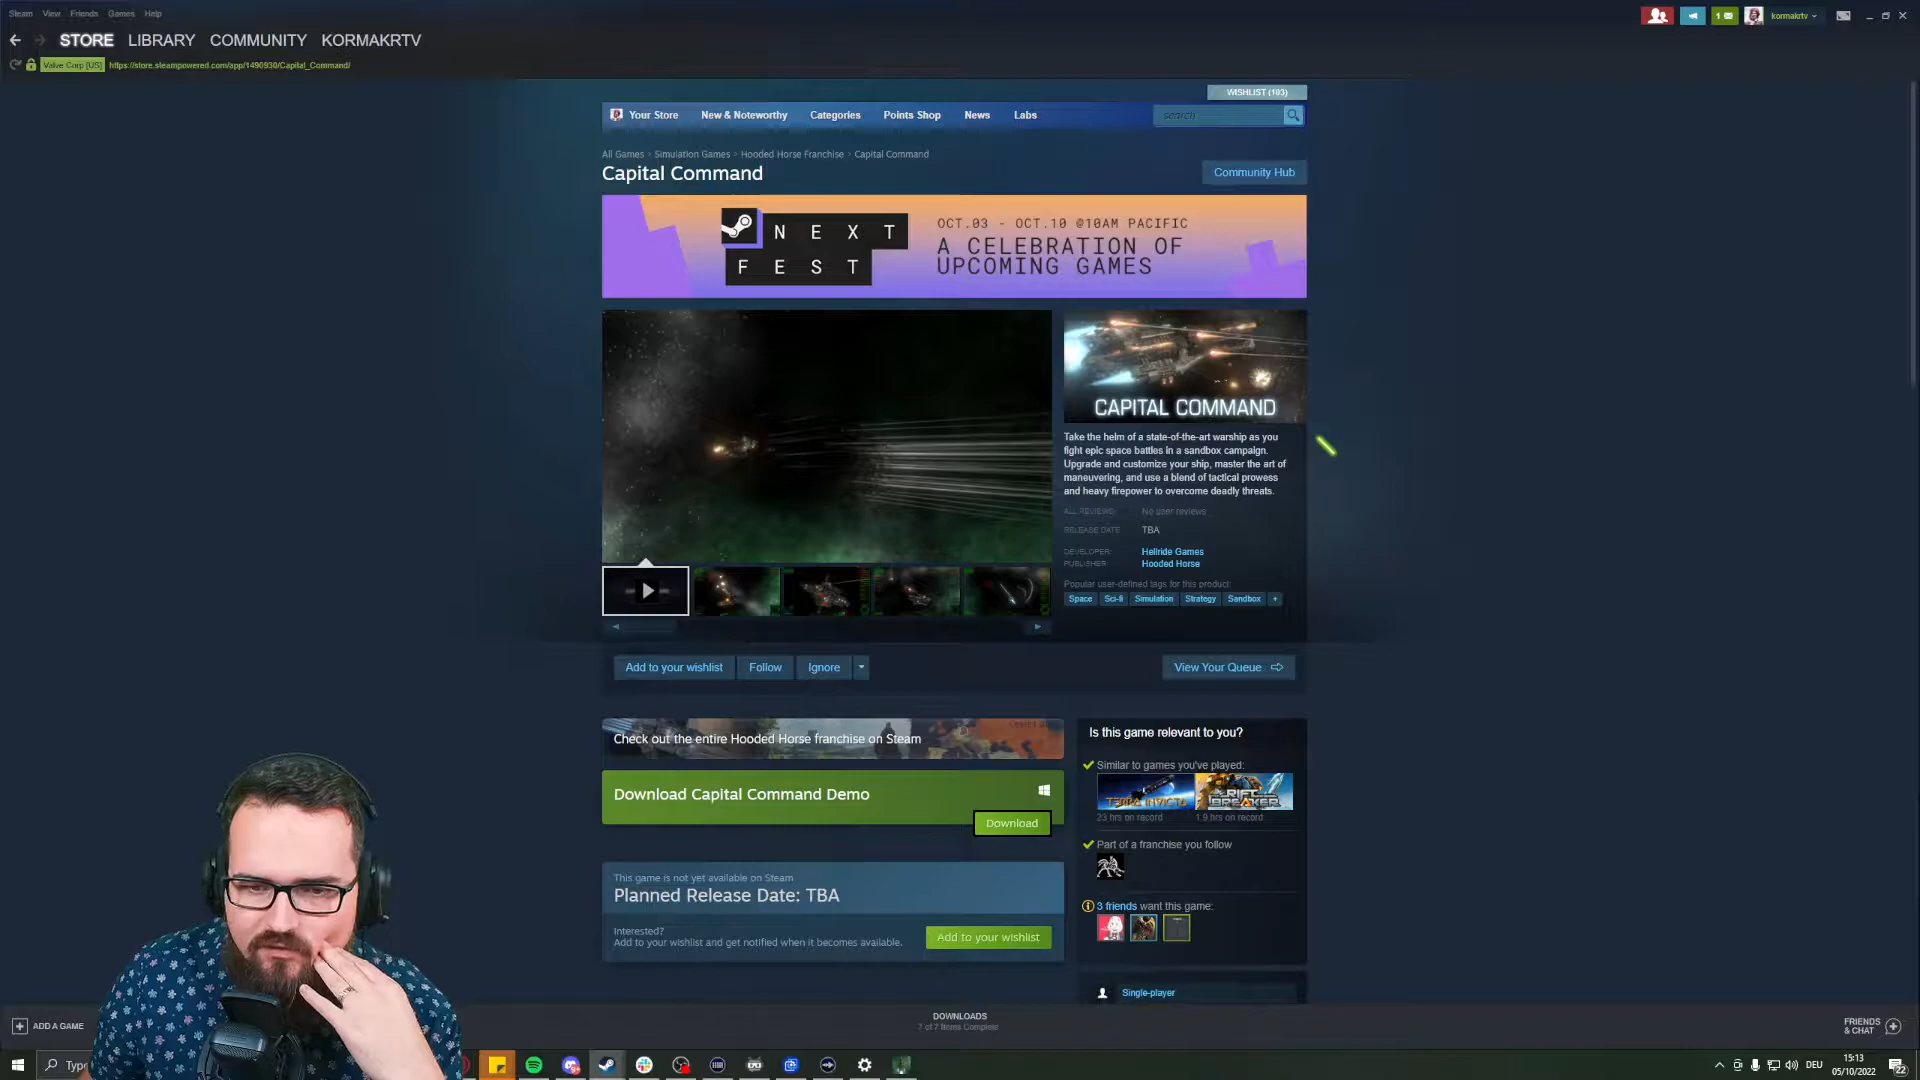 Steam View Friends Games Help
kormakrtv
STORE LIBRARY COMMUNITY KORMAKRTV
Valve Corp [US] https://store.steampowered.com/app/1490930/Capital_Command/
WISHLIST (103)
Your Store New & Noteworthy Categories Points Shop News Labs search
All Games > Simulation Games > Hooded Horse Franchise > Capital Command
Capital Command
Community Hub
NEXT
FEST
OCT.03 - OCT.10 @10AM PACIFIC
A CELEBRATION OF
UPCOMING GAMES
CAPITAL COMMAND
Take the helm of a state-of-the-art warship as you
fight epic space battles in a sandbox campaign.
Upgrade and customize your ship, master the art of
maneuvering, and use a blend of tactical prowess
and heavy firepower to overcome deadly threats.
ALL REVIEWS: No user reviews
RELEASE DATE: TBA
DEVELOPER: Hellride Games
PUBLISHER: Hooded Horse
Popular user-defined tags for this product:
Space Sci-fi Simulation Strategy Sandbox +
Add to your wishlist Follow Ignore
View Your Queue
Check out the entire Hooded Horse franchise on Steam
Download Capital Command Demo
Download
This game is not yet available on Steam
Planned Release Date: TBA
Interested?
Add to your wishlist and get notified when it becomes available.
Add to your wishlist
Is this game relevant to you?
Similar to games you've played:
TERRA INVICTA
RIFT BREAKER
23 hrs on record 1.9 hrs on record
Part of a franchise you follow
3 friends want this game:
Single-player
ADD A GAME
DOWNLOADS
7 of 7 Items Complete
FRIENDS
& CHAT
Type
DEU
15:13
05/10/2022
22